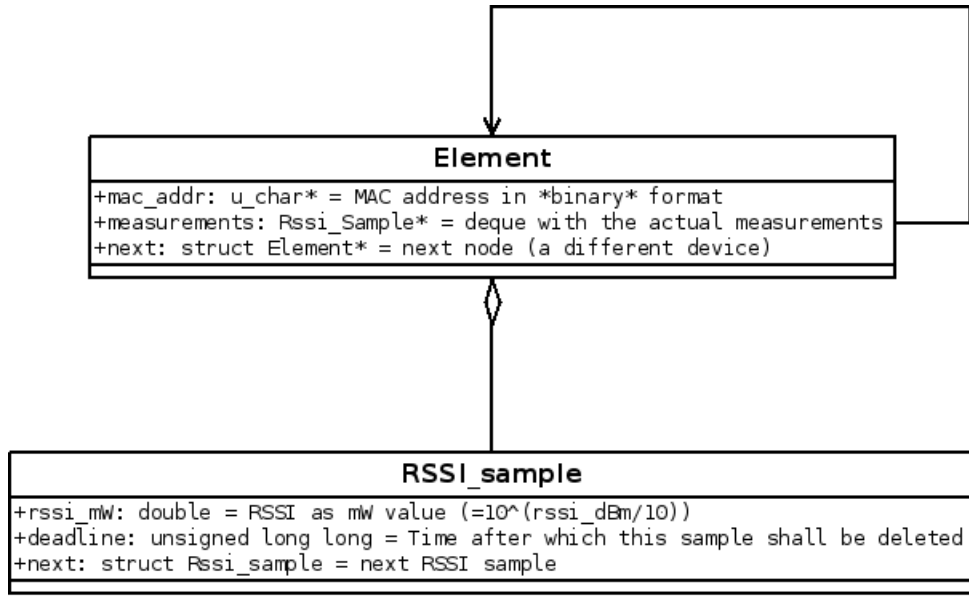 Element
+mac_addr: u_char* = MAC address in *binary* format
+measurements: Rssi_Sample* = deque with the actual measurements
+next: struct Element* = next node (a different device)
RSSI_sample
+rssi_mW: double = RSSI as mW value (=10^(rssi_dBm/10))
+deadline: unsigned long long = Time after which this sample shall be deleted
+next: struct Rssi_sample = next RSSI sample